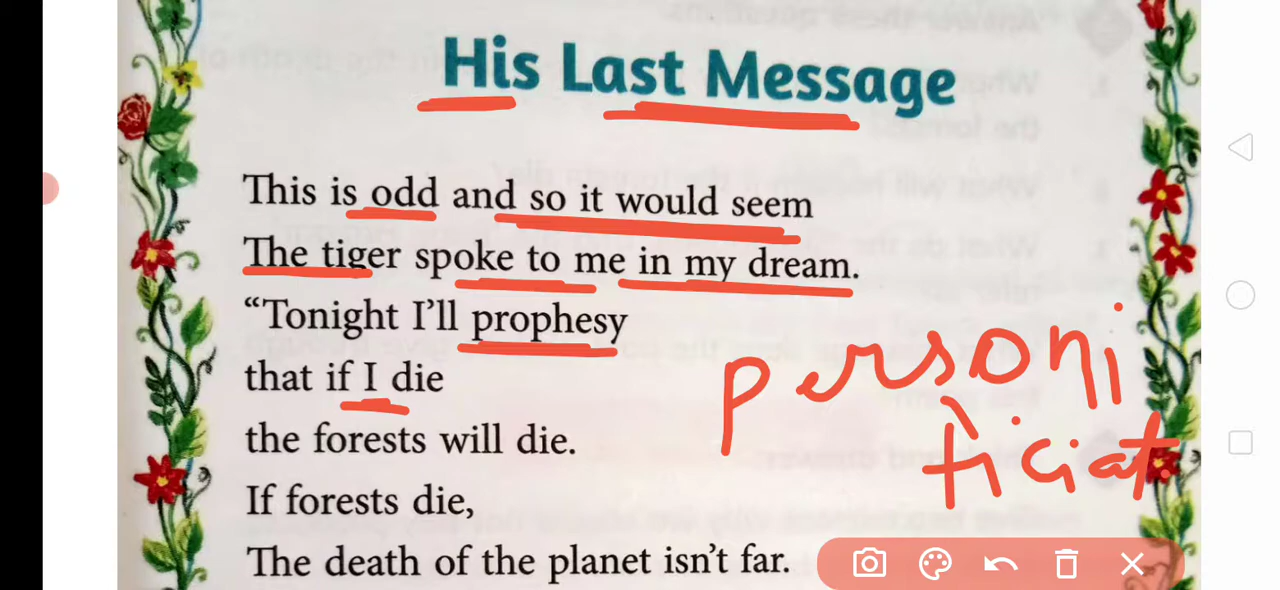 His Last Message
This is odd and so it would seem
The tiger spoke to me in my dream.
“Tonight I’ll prophesy
that if I die
the forests will die.
If forests die,
The death of the planet isn’t far.
personi
ficiat